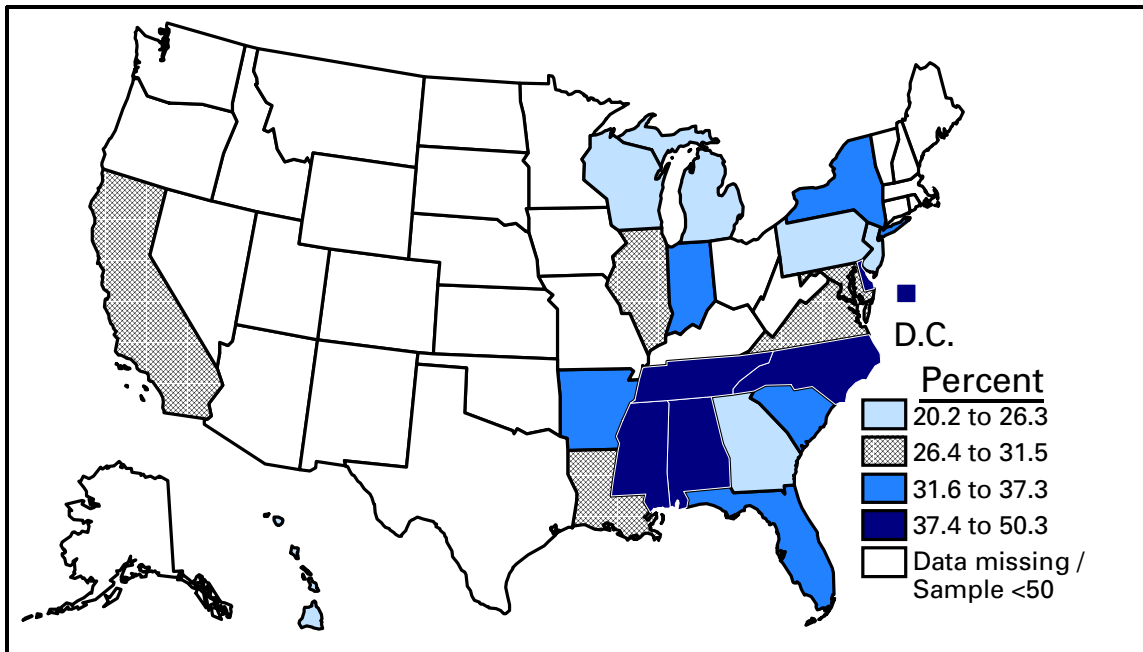 D.C.
Percent
20.2 to 26.3
26.4 to 31.5
31.6 to 37.3
37.4 to 50.3
Data missing /
Sample <50